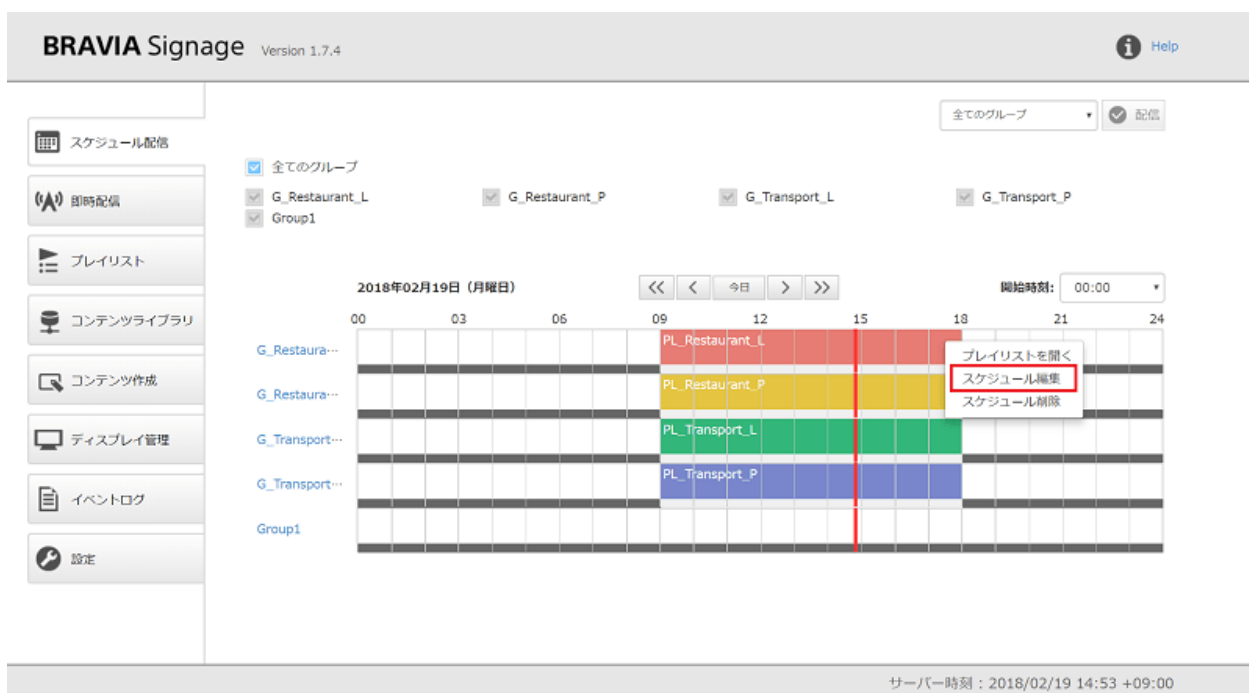 BRAVIA Signage Version 1.7.4
Help
全てのグループ
配信
スケジュール配信
即時配信
プレイリスト
コンテンツライブラリ
コンテンツ作成
ディスプレイ管理
イベントログ
設定
全てのグループ
G_Restaurant_L G_Restaurant_P G_Transport_L G_Transport_P
Group1
2018年02月19日（月曜日） << < 今日 > >> 開始時刻: 00:00
00 03 06 09 12 15 18 21 24
G_Restaura… PL_Restaurant_L
G_Restaura… PL_Restaurant_P
G_Transport… PL_Transport_L
G_Transport… PL_Transport_P
Group1
プレイリストを開く
スケジュール編集
スケジュール削除
サーバー時刻：2018/02/19 14:53 +09:00